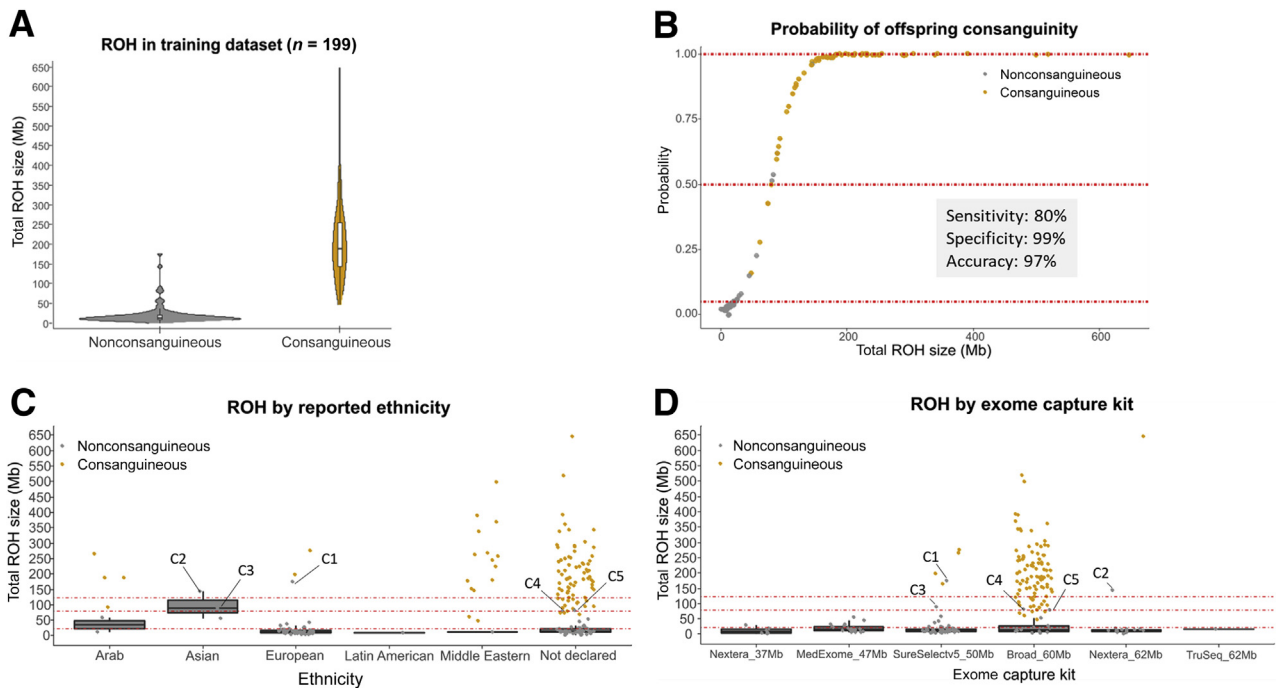 A
ROH in training dataset (n = 199)
Total ROH size (Mb)
650
600
550
500
450
400
350
300
250
200
150
100
50
0
Nonconsanguineous
Consanguineous
B
Probability of offspring consanguinity
Probability
1.00
0.75
0.50
0.25
0.00
Nonconsanguineous
Consanguineous
Sensitivity: 80%
Specificity: 99%
Accuracy: 97%
0
200
400
600
Total ROH size (Mb)
C
ROH by reported ethnicity
Nonconsanguineous
Consanguineous
Total ROH size (Mb)
650
600
550
500
450
400
350
300
250
200
150
100
50
0
C2
C3
C1
C4
C5
Arab
Asian
European
Latin American
Middle Eastern
Not declared
Ethnicity
D
ROH by exome capture kit
Nonconsanguineous
Consanguineous
Total ROH size (Mb)
650
600
550
500
450
400
350
300
250
200
150
100
50
0
C1
C3
C4
C5
C2
Nextera_37Mb
MedExome_47Mb
SureSelectv5_50Mb
Broad_60Mb
Nextera_62Mb
TruSeq_62Mb
Exome capture kit